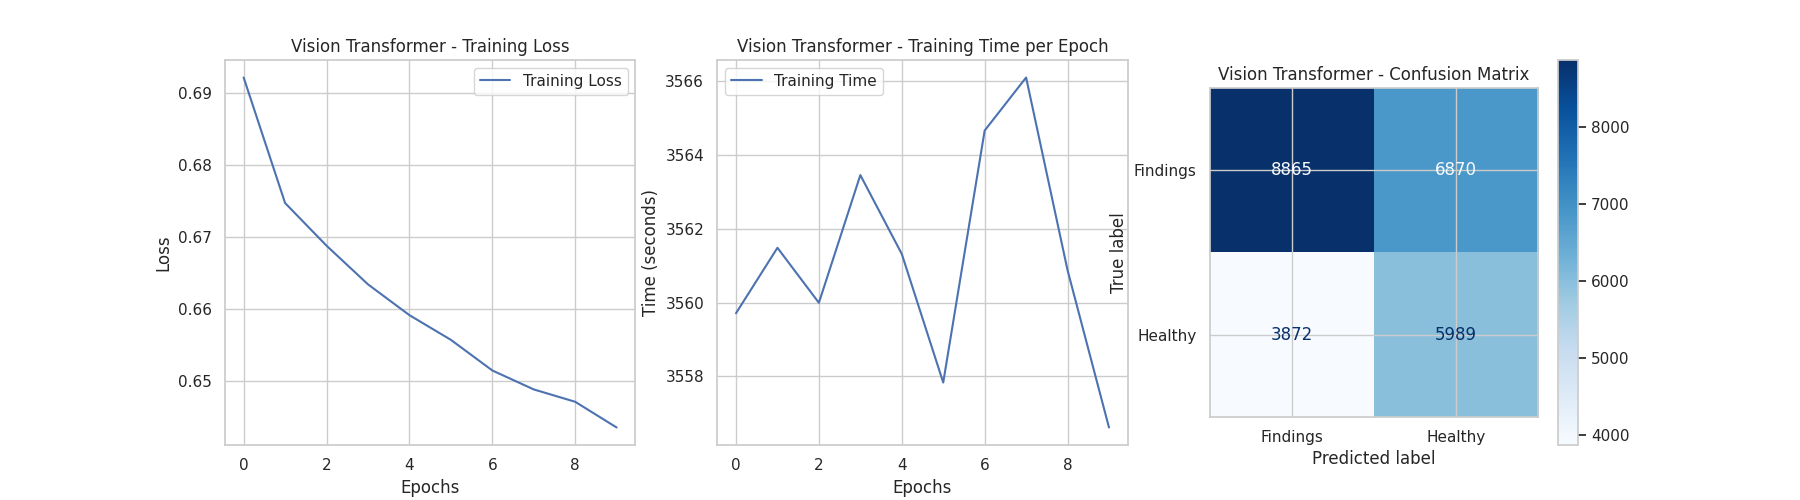 Vision Transformer - Training Loss
Training Loss
0.69
0.68
0.67
0.66
0.65
Loss
0 2 4 6 8
Epochs
Vision Transformer - Training Time per Epoch
Training Time
3566
3564
3562
3560
3558
Time (seconds)
0 2 4 6 8
Epochs
Vision Transformer - Confusion Matrix
True label
Findings 8865 6870
Healthy 3872 5989
Findings Healthy
Predicted label
8000
7000
6000
5000
4000